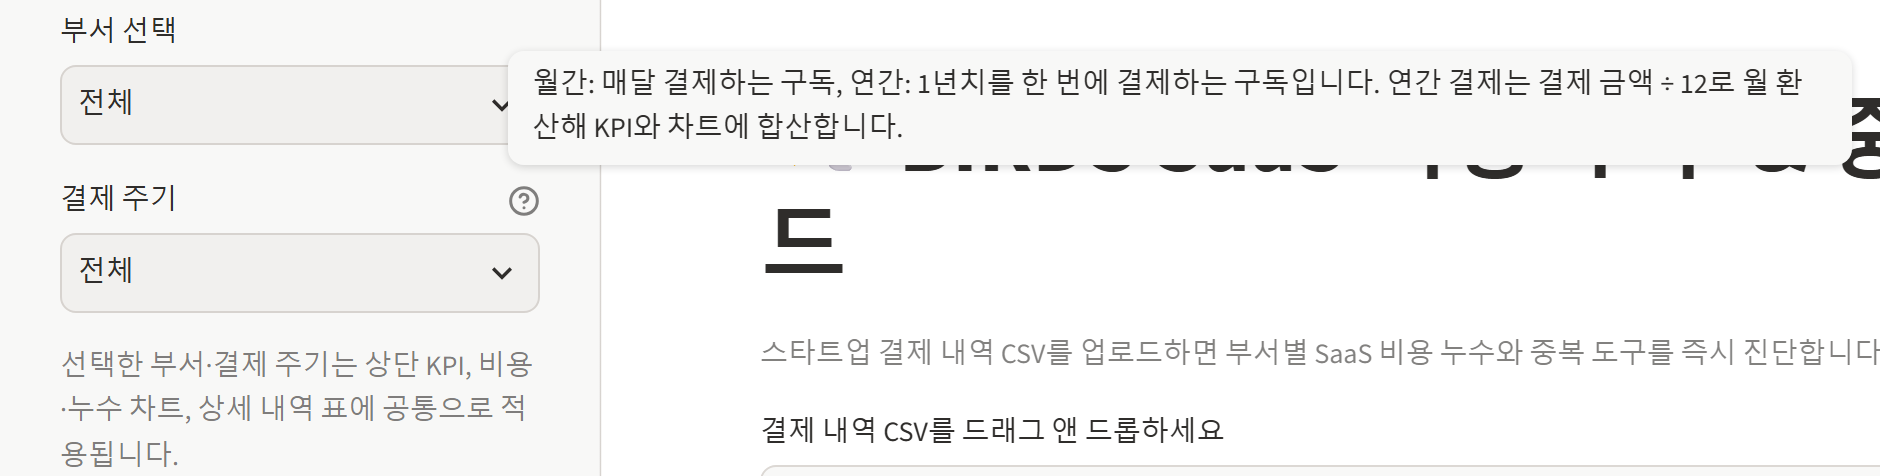 부서 선택
전체
월간: 매달 결제하는 구독, 연간: 1년치를 한 번에 결제하는 구독입니다. 연간 결제는 결제 금액 ÷ 12로 월 환
산해 KPI와 차트에 합산합니다.
드
결제 주기
전체
선택한 부서·결제 주기는 상단 KPI, 비용
·누수 차트, 상세 내역 표에 공통으로 적
용됩니다.
스타트업 결제 내역 CSV를 업로드하면 부서별 SaaS 비용 누수와 중복 도구를 즉시 진단합니다
결제 내역 CSV를 드래그 앤 드롭하세요